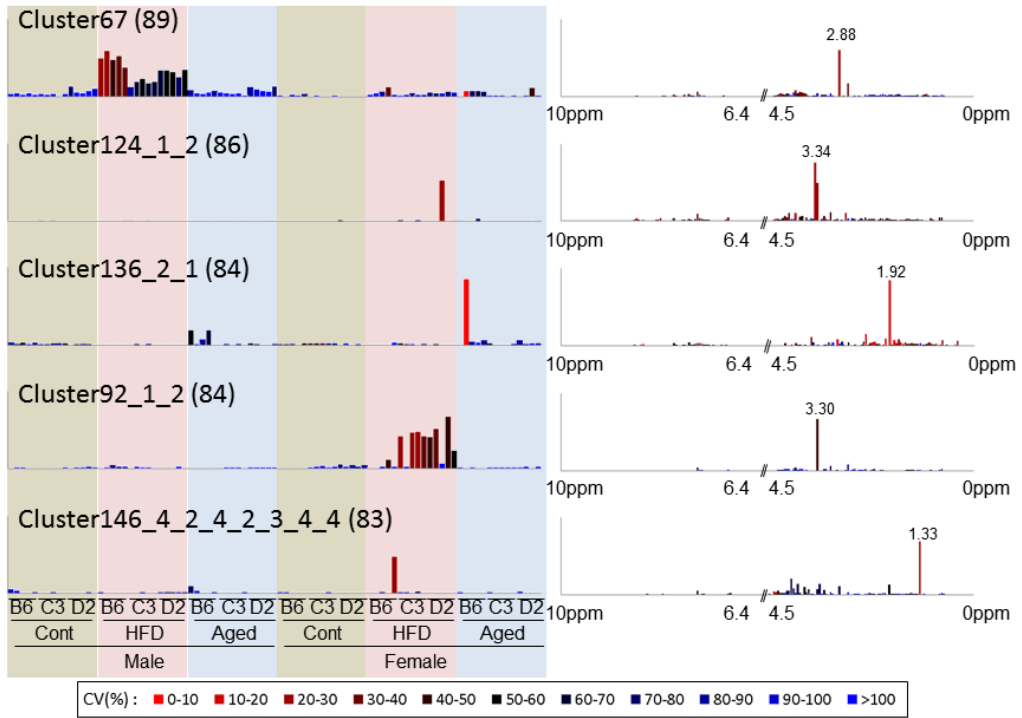 Cluster67 (89)
2.88
10ppm 6.4 4.5 0ppm
Cluster124_1_2 (86)
3.34
10ppm 6.4 4.5 0ppm
Cluster136_2_1 (84)
1.92
10ppm 6.4 4.5 0ppm
Cluster92_1_2 (84)
3.30
10ppm 6.4 4.5 0ppm
Cluster146_4_2_4_2_3_4_4 (83)
1.33
10ppm 6.4 4.5 0ppm
B6 C3 D2 B6 C3 D2 B6 C3 D2 B6 C3 D2 B6 C3 D2 B6 C3 D2
Cont HFD Aged Cont HFD Aged
Male Female
CV(%) : 0-10 10-20 20-30 30-40 40-50 50-60 60-70 70-80 80-90 90-100 >100